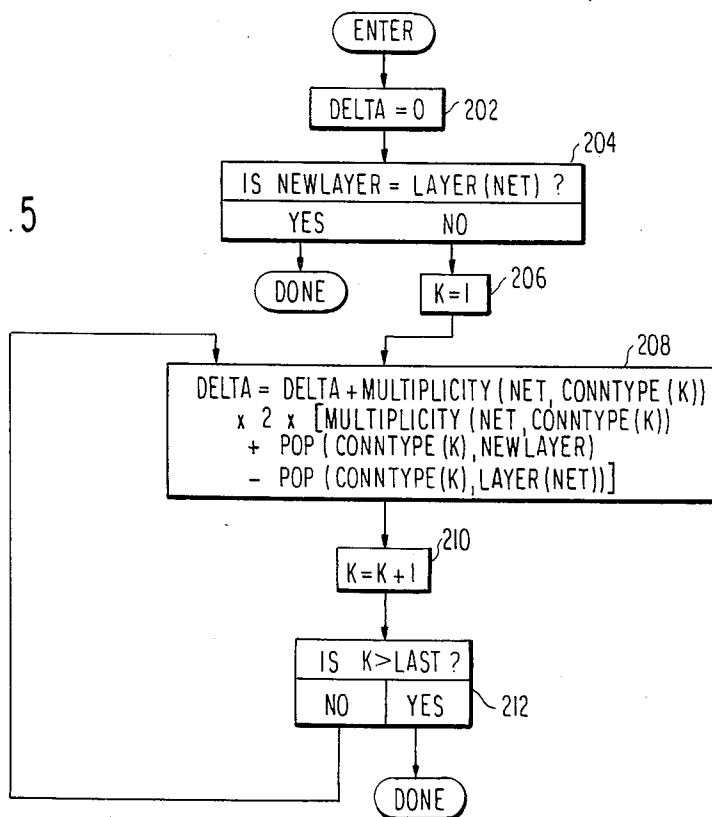 ENTER
DELTA = 0
202
204
IS NEWLAYER = LAYER(NET) ?
YES NO
.5
DONE
K=1
206
208
DELTA = DELTA + MULTIPLICITY (NET, CONNTYPE(K))
x 2 x [MULTIPLICITY (NET, CONNTYPE(K))
+ POP (CONNTYPE(K), NEWLAYER)
- POP (CONNTYPE(K), LAYER(NET))]
210
K=K+1
IS K>LAST ?
NO YES
212
DONE